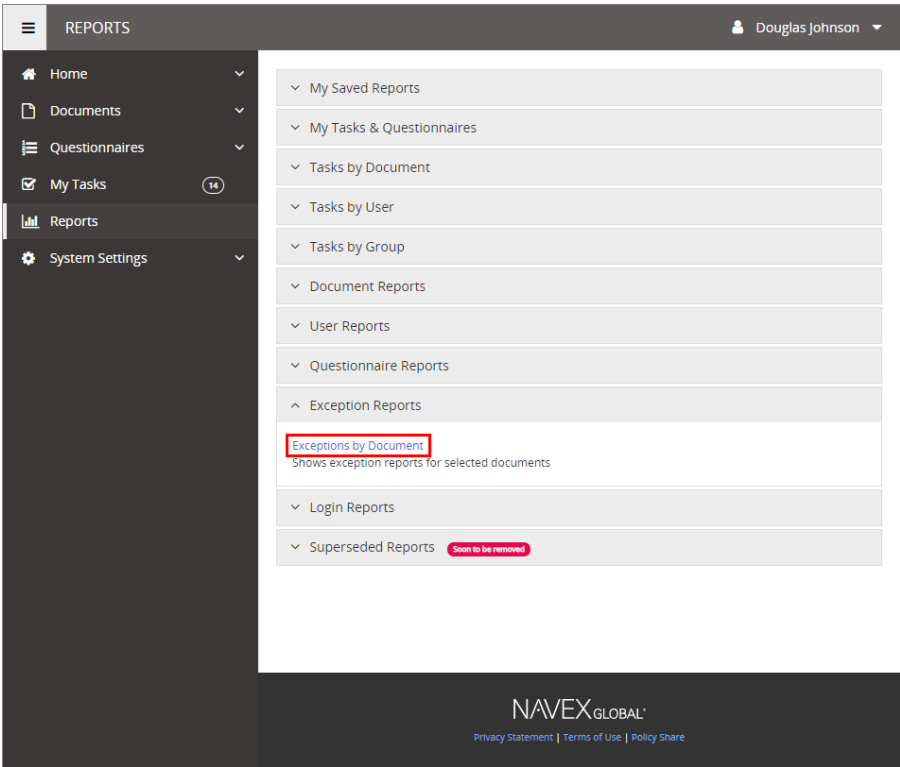 REPORTS
Douglas Johnson
Home
Documents
Questionnaires
My Tasks 14
Reports
System Settings
My Saved Reports
My Tasks & Questionnaires
Tasks by Document
Tasks by User
Tasks by Group
Document Reports
User Reports
Questionnaire Reports
Exception Reports
Exceptions by Document
Shows exception reports for selected documents
Login Reports
Superseded Reports Soon to be removed
NAVEX GLOBAL®
Privacy Statement | Terms of Use | Policy Share